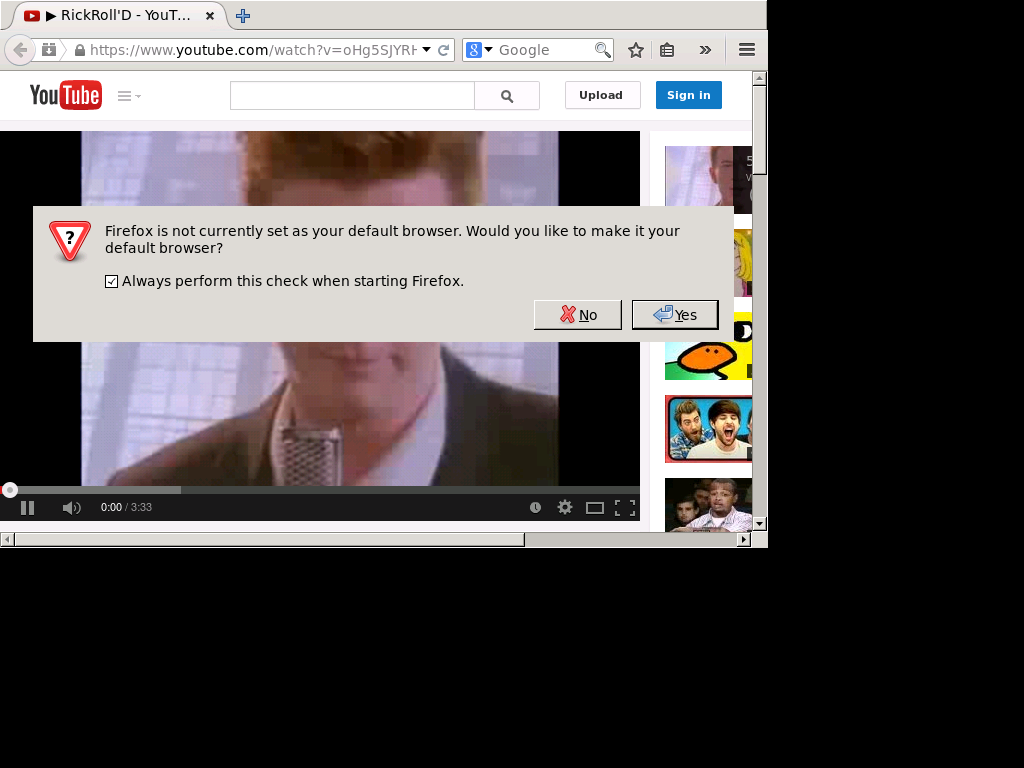 ▶ RickRoll'D - YouT...
https://www.youtube.com/watch?v=oHg5SJYRH
Google
YouTube
Upload
Sign in
Firefox is not currently set as your default browser. Would you like to make it your
default browser?
Always perform this check when starting Firefox.
No
Yes
0:00 / 3:33